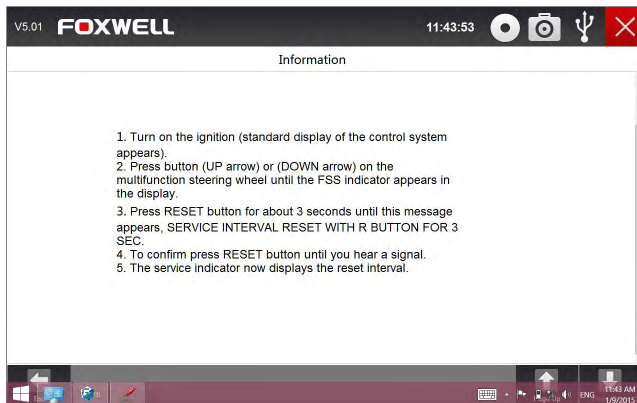 V5.01 FOXWELL 11:43:53
Information
1. Turn on the ignition (standard display of the control system
appears).
2. Press button (UP arrow) or (DOWN arrow) on the
multifunction steering wheel until the FSS indicator appears in
the display.
3. Press RESET button for about 3 seconds until this message
appears, SERVICE INTERVAL RESET WITH R BUTTON FOR 3
SEC.
4. To confirm press RESET button until you hear a signal.
5. The service indicator now displays the reset interval.
ENG 11:43 AM
1/9/2015